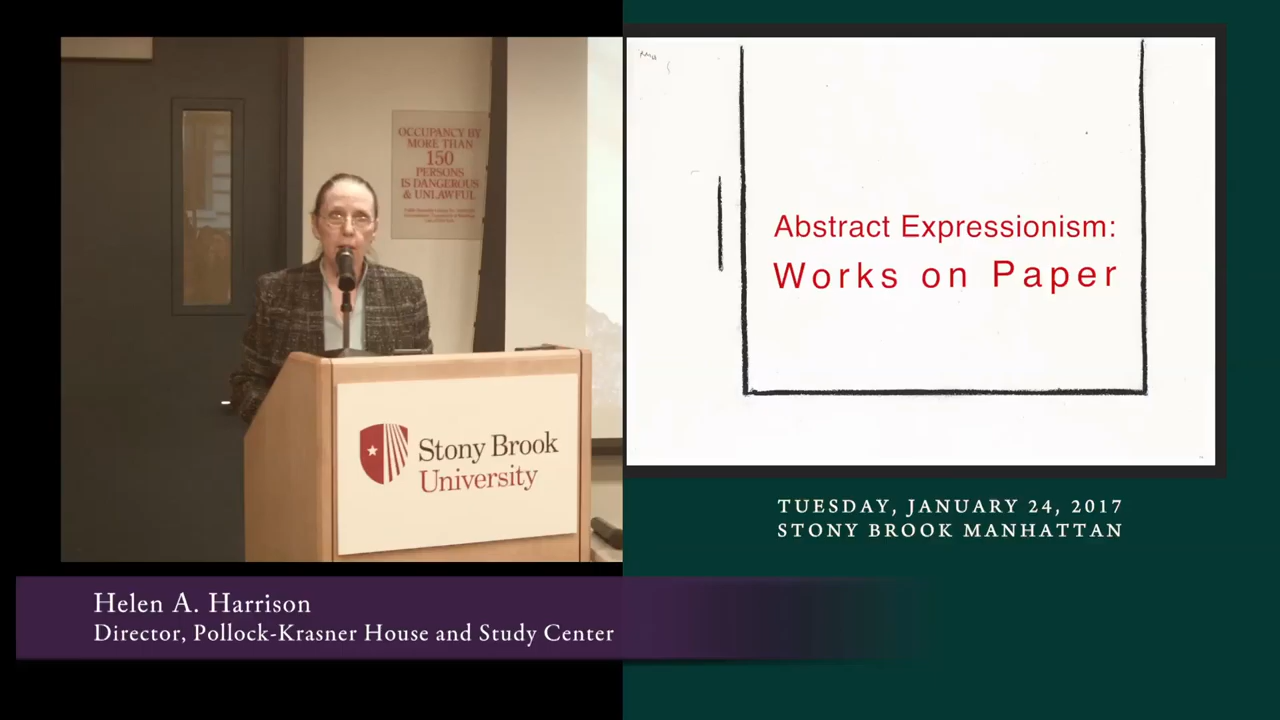 OCCUPANCY BY
MORE THAN
150
PERSONS
IS DANGEROUS
& UNLAWFUL
Stony Brook
University
Abstract Expressionism:
Works on Paper
TUESDAY, JANUARY 24, 2017
STONY BROOK MANHATTAN
Helen A. Harrison
Director, Pollock-Krasner House and Study Center